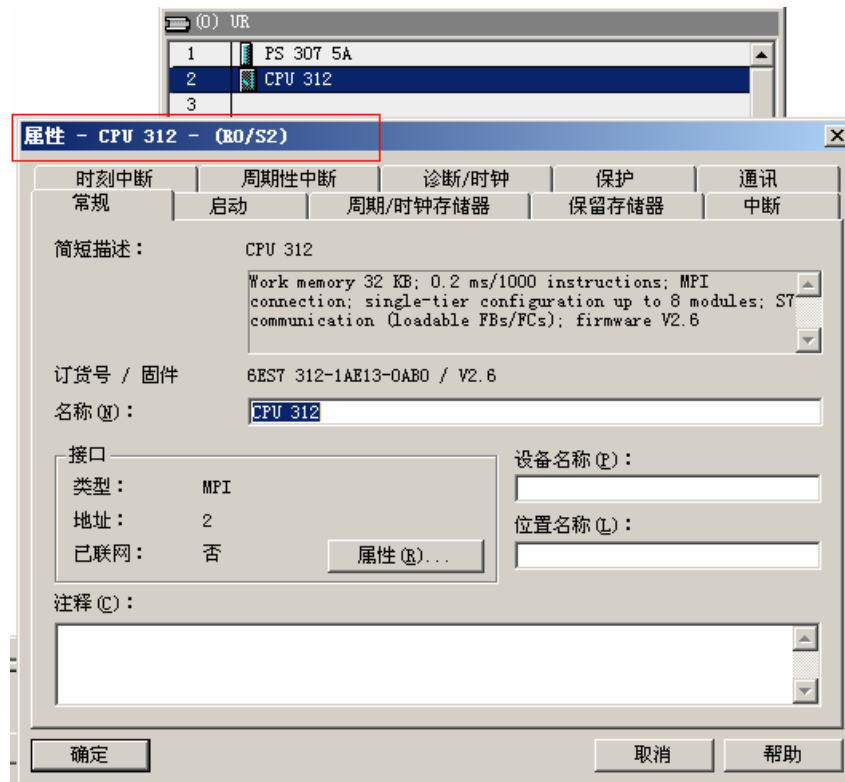 (0) UR
1 PS 307 5A
2 CPU 312
3
属性 - CPU 312 - (R0/S2)
时刻中断 周期性中断 诊断/时钟 保护 通讯
常规 启动 周期/时钟存储器 保留存储器 中断
简短描述： CPU 312
Work memory 32 KB; 0.2 ms/1000 instructions; MPI
connection; single-tier configuration up to 8 modules; S7
communication (loadable FBs/FCs); firmware V2.6
订货号 / 固件 6ES7 312-1AE13-0AB0 / V2.6
名称(N)： CPU 312
接口
类型： MPI
地址： 2
已联网： 否 属性(R)...
设备名称(P)：
位置名称(L)：
注释(C)：
确定 取消 帮助